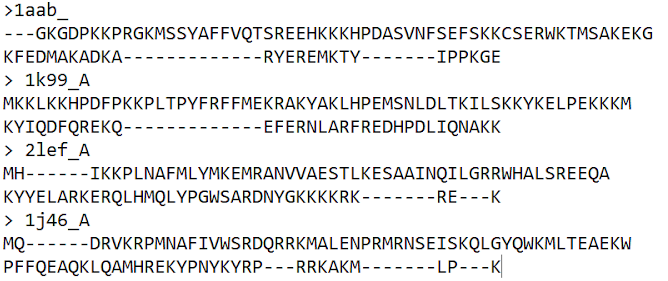 >1aab_
---GKGDPKKPRGKMSSYAFFVQTSREEHKKKHPDASVNFSEFSKKCSERWKTMSAKEKG
KFEDMAKADKA-------------RYEREMKTY-------IPPKGE
> 1k99_A
MKKLKKHPDFPKKPLTPYFRFFMEKRAKYAKLHPEMSNLDLTKILSKKYKELPEKKKM
KYIQDFQREKQ-------------EFERNLARFREDHPDLIQNAKK
> 2lef_A
MH------IKKPLNAFMLYMKEMRANVVAESTLKESAAINQILGRRWHALSREEQA
KYYELARKERQLHMQLYPGWSARDNYGKKKKRK-------RE---K
> 1j46_A
MQ------DRVKRPMNAFIVWSRDQRRKMALENPRMRNSEISKQLGYQWKMLTEAEKW
PFFQEAQKLQAMHREKYPNYKYRP---RRKAKM-------LP---K